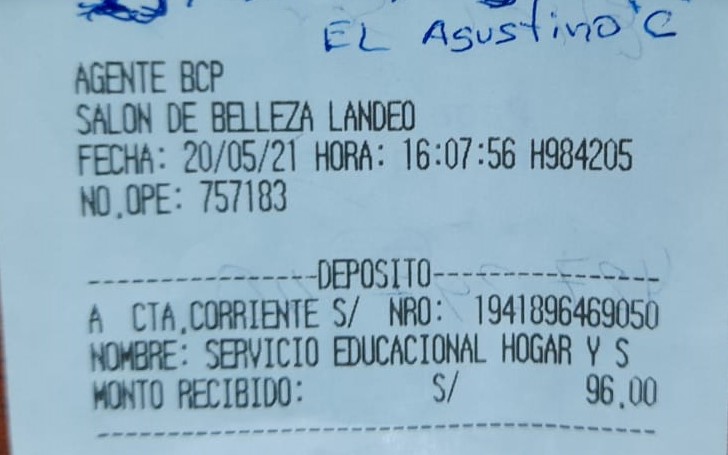 EL Agustino C
AGENTE BCP
SALON DE BELLEZA LANDEO
FECHA: 20/05/21 HORA: 16:07:56 H984205
NO.OPE: 757183
-----------------DEPOSITO-----------------
A CTA.CORRIENTE S/ NRO: 1941896469050
NOMBRE: SERVICIO EDUCACIONAL HOGAR Y S
MONTO RECIBIDO: S/ 96.00